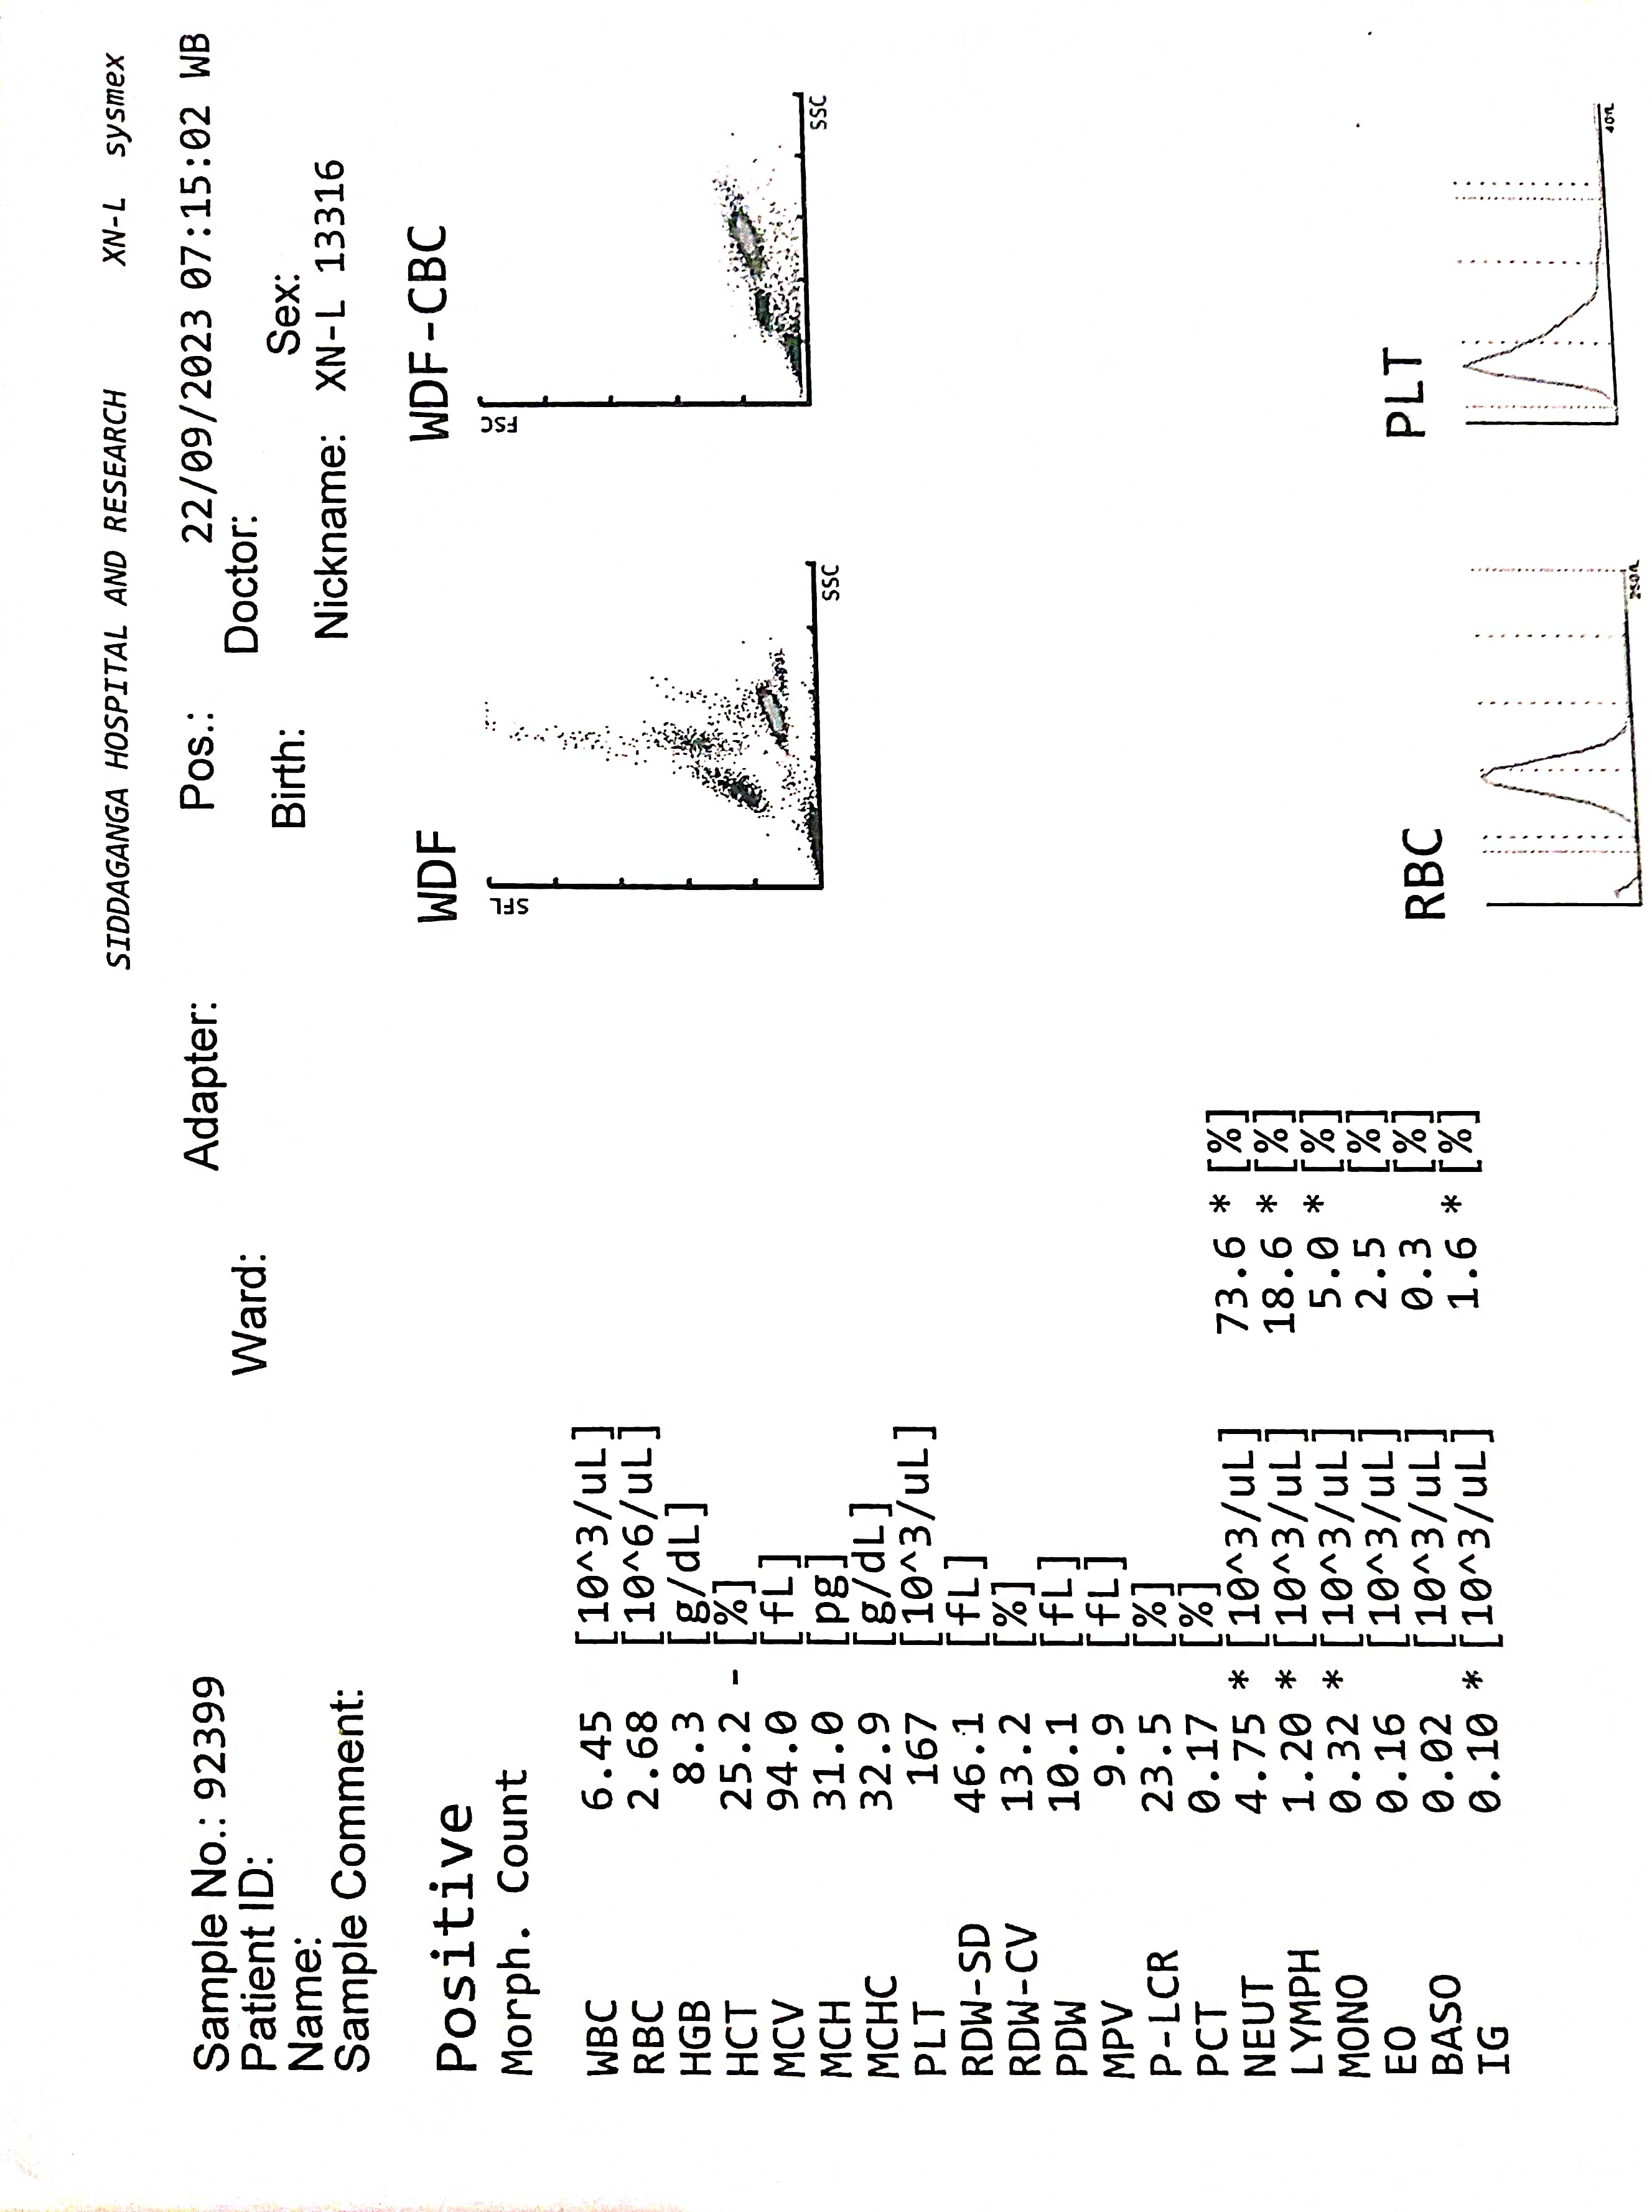 SIDDAGANGA HOSPITAL AND RESEARCH XN-L sysmex
Sample No.: 92399 Adapter: Pos.: 22/09/2023 07:15:02 WB
Patient ID: Ward: Doctor:
Name: Birth: Sex:
Sample Comment: Nickname: XN-L 13316
Positive
Morph. Count
WBC 6.45 [10^3/uL]
RBC 2.68 [10^6/uL]
HGB 8.3 [g/dL]
HCT 25.2 - [%]
MCV 94.0 [fL]
MCH 31.0 [pg]
MCHC 32.9 [g/dL]
PLT 167 [10^3/uL]
RDW-SD 46.1 [fL]
RDW-CV 13.2 [%]
PDW 10.1 [fL]
MPV 9.9 [fL]
P-LCR 23.5 [%]
PCT 0.17 [%]
NEUT 4.75 * [10^3/uL] 73.6 * [%]
LYMPH 1.20 * [10^3/uL] 18.6 * [%]
MONO 0.32 * [10^3/uL] 5.0 * [%]
EO 0.16 [10^3/uL] 2.5 [%]
BASO 0.02 [10^3/uL] 0.3 [%]
IG 0.10 * [10^3/uL] 1.6 * [%]
WDF
SFL
SSC
WDF-CBC
FSC
SSC
RBC
250fL
PLT
40fL